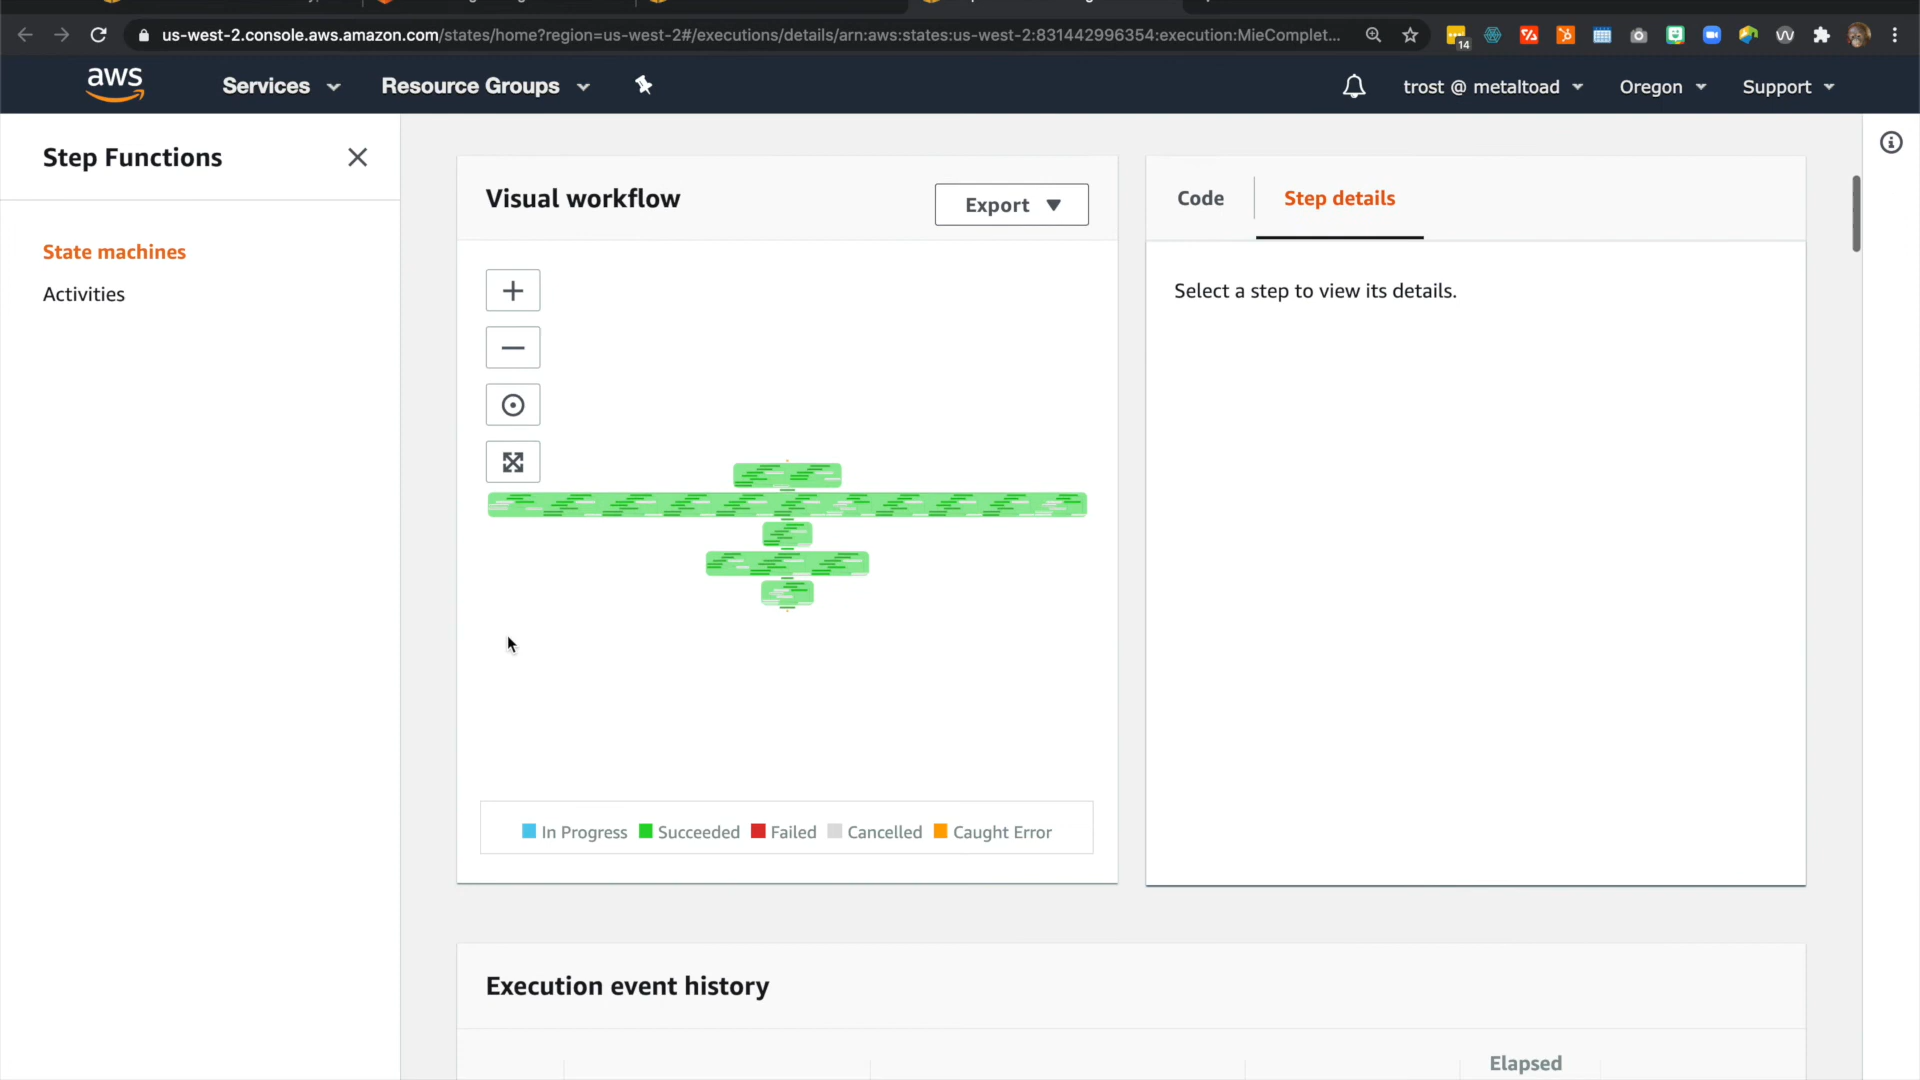 us-west-2.console.aws.amazon.com/states/home?region=us-west-2#/executions/details/arn:aws:states:us-west-2:831442996354:execution:MieComplet...
14
aws
Services
Resource Groups
trost @ metaltoad
Oregon
Support
Step Functions
State machines
Activities
Visual workflow
Export
Code
Step details
Select a step to view its details.
In Progress
Succeeded
Failed
Cancelled
Caught Error
Execution event history
Elapsed